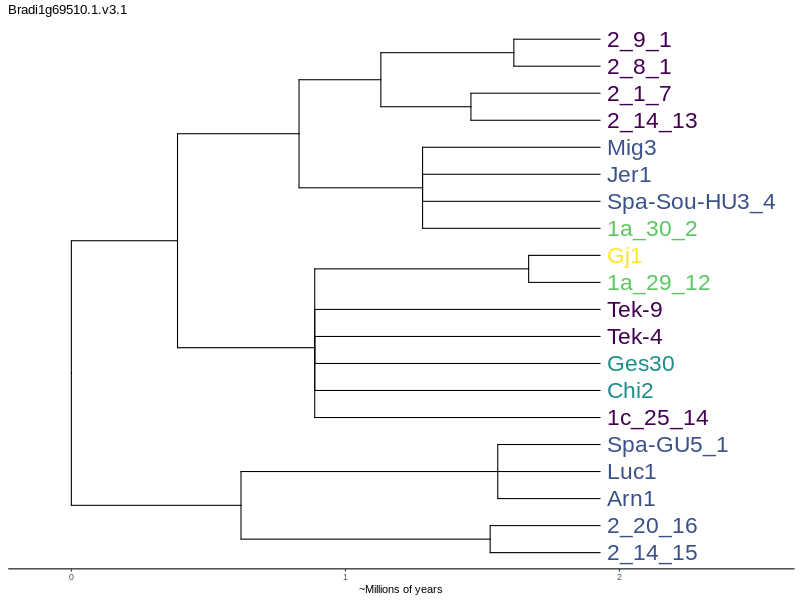 Bradi1g69510.1.v3.1
2_9_1
2_8_1
2_1_7
2_14_13
Mig3
Jer1
Spa-Sou-HU3_4
1a_30_2
Gj1
1a_29_12
Tek-9
Tek-4
Ges30
Chi2
1c_25_14
Spa-GU5_1
Luc1
Arn1
2_20_16
2_14_15
0 1 2
~Millions of years